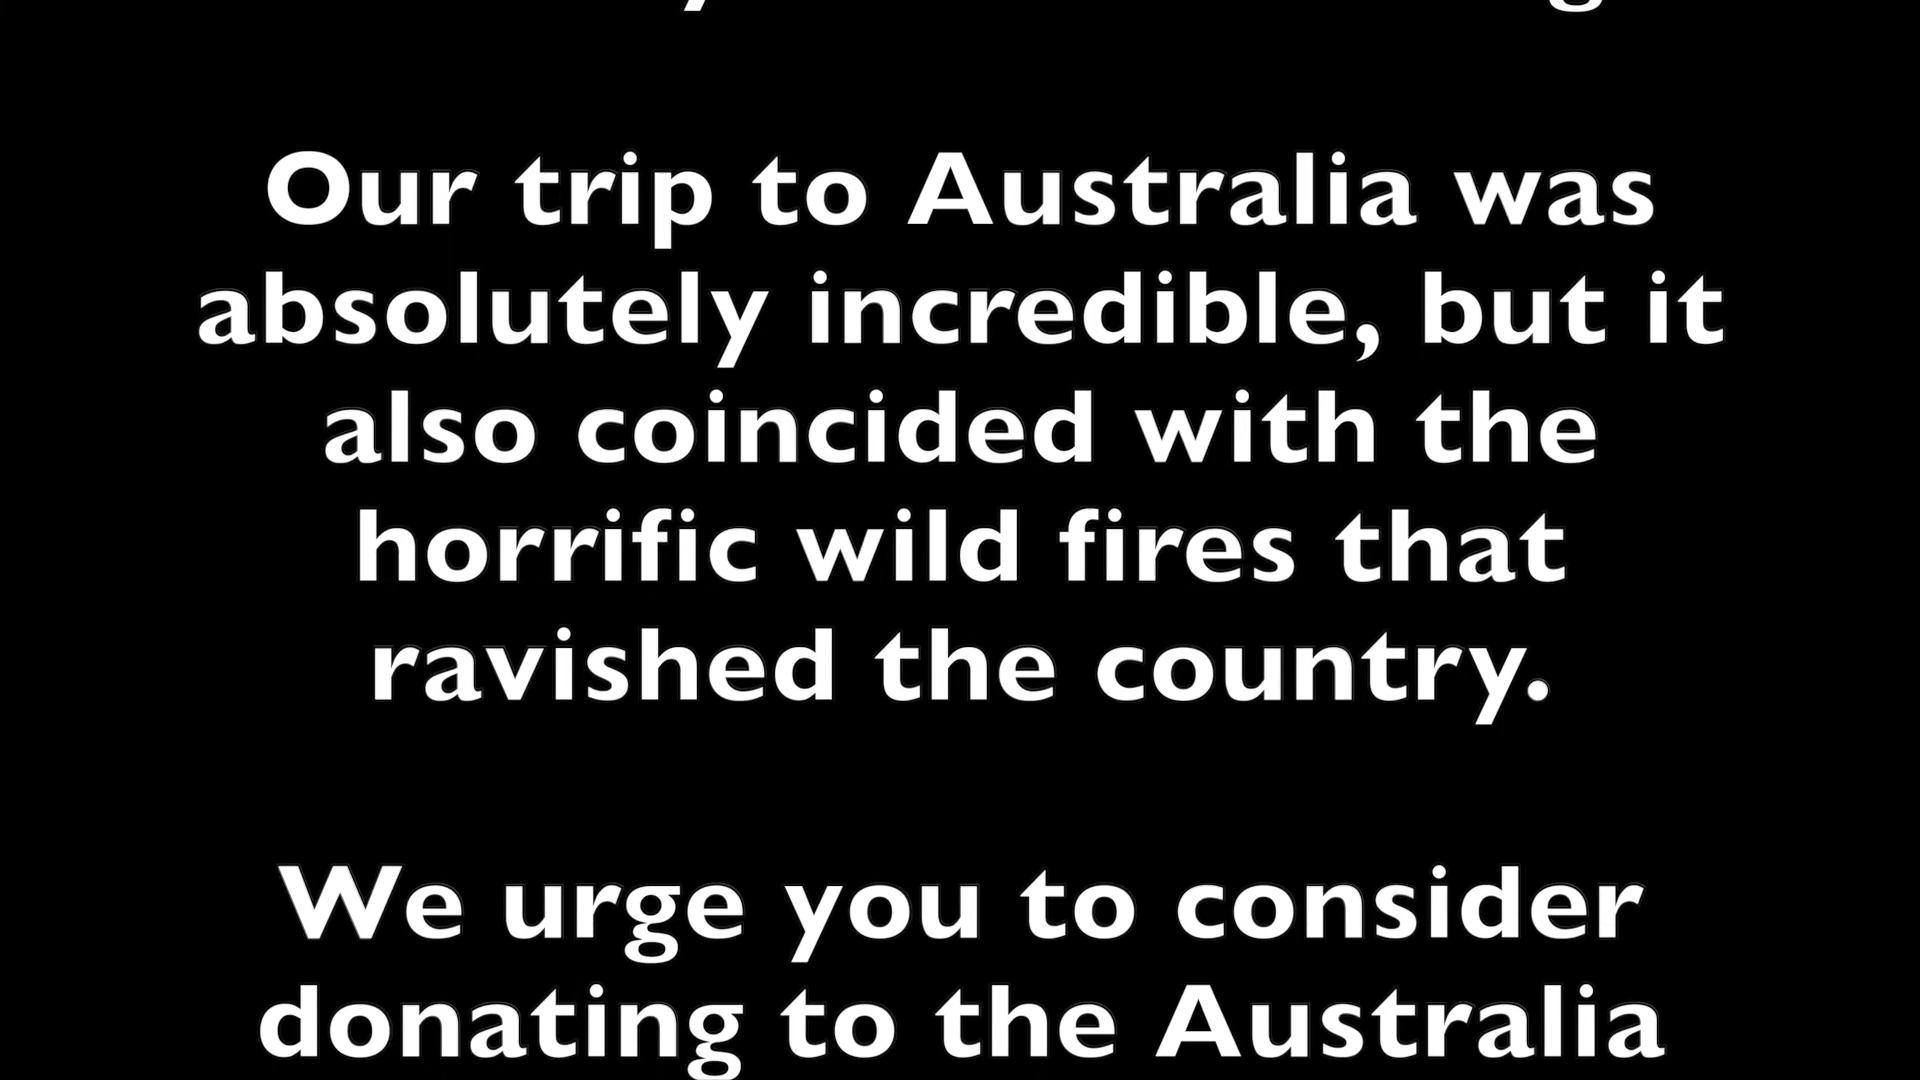 Our trip to Australia was
absolutely incredible, but it
also coincided with the
horrific wild fires that
ravished the country.
We urge you to consider
donating to the Australia